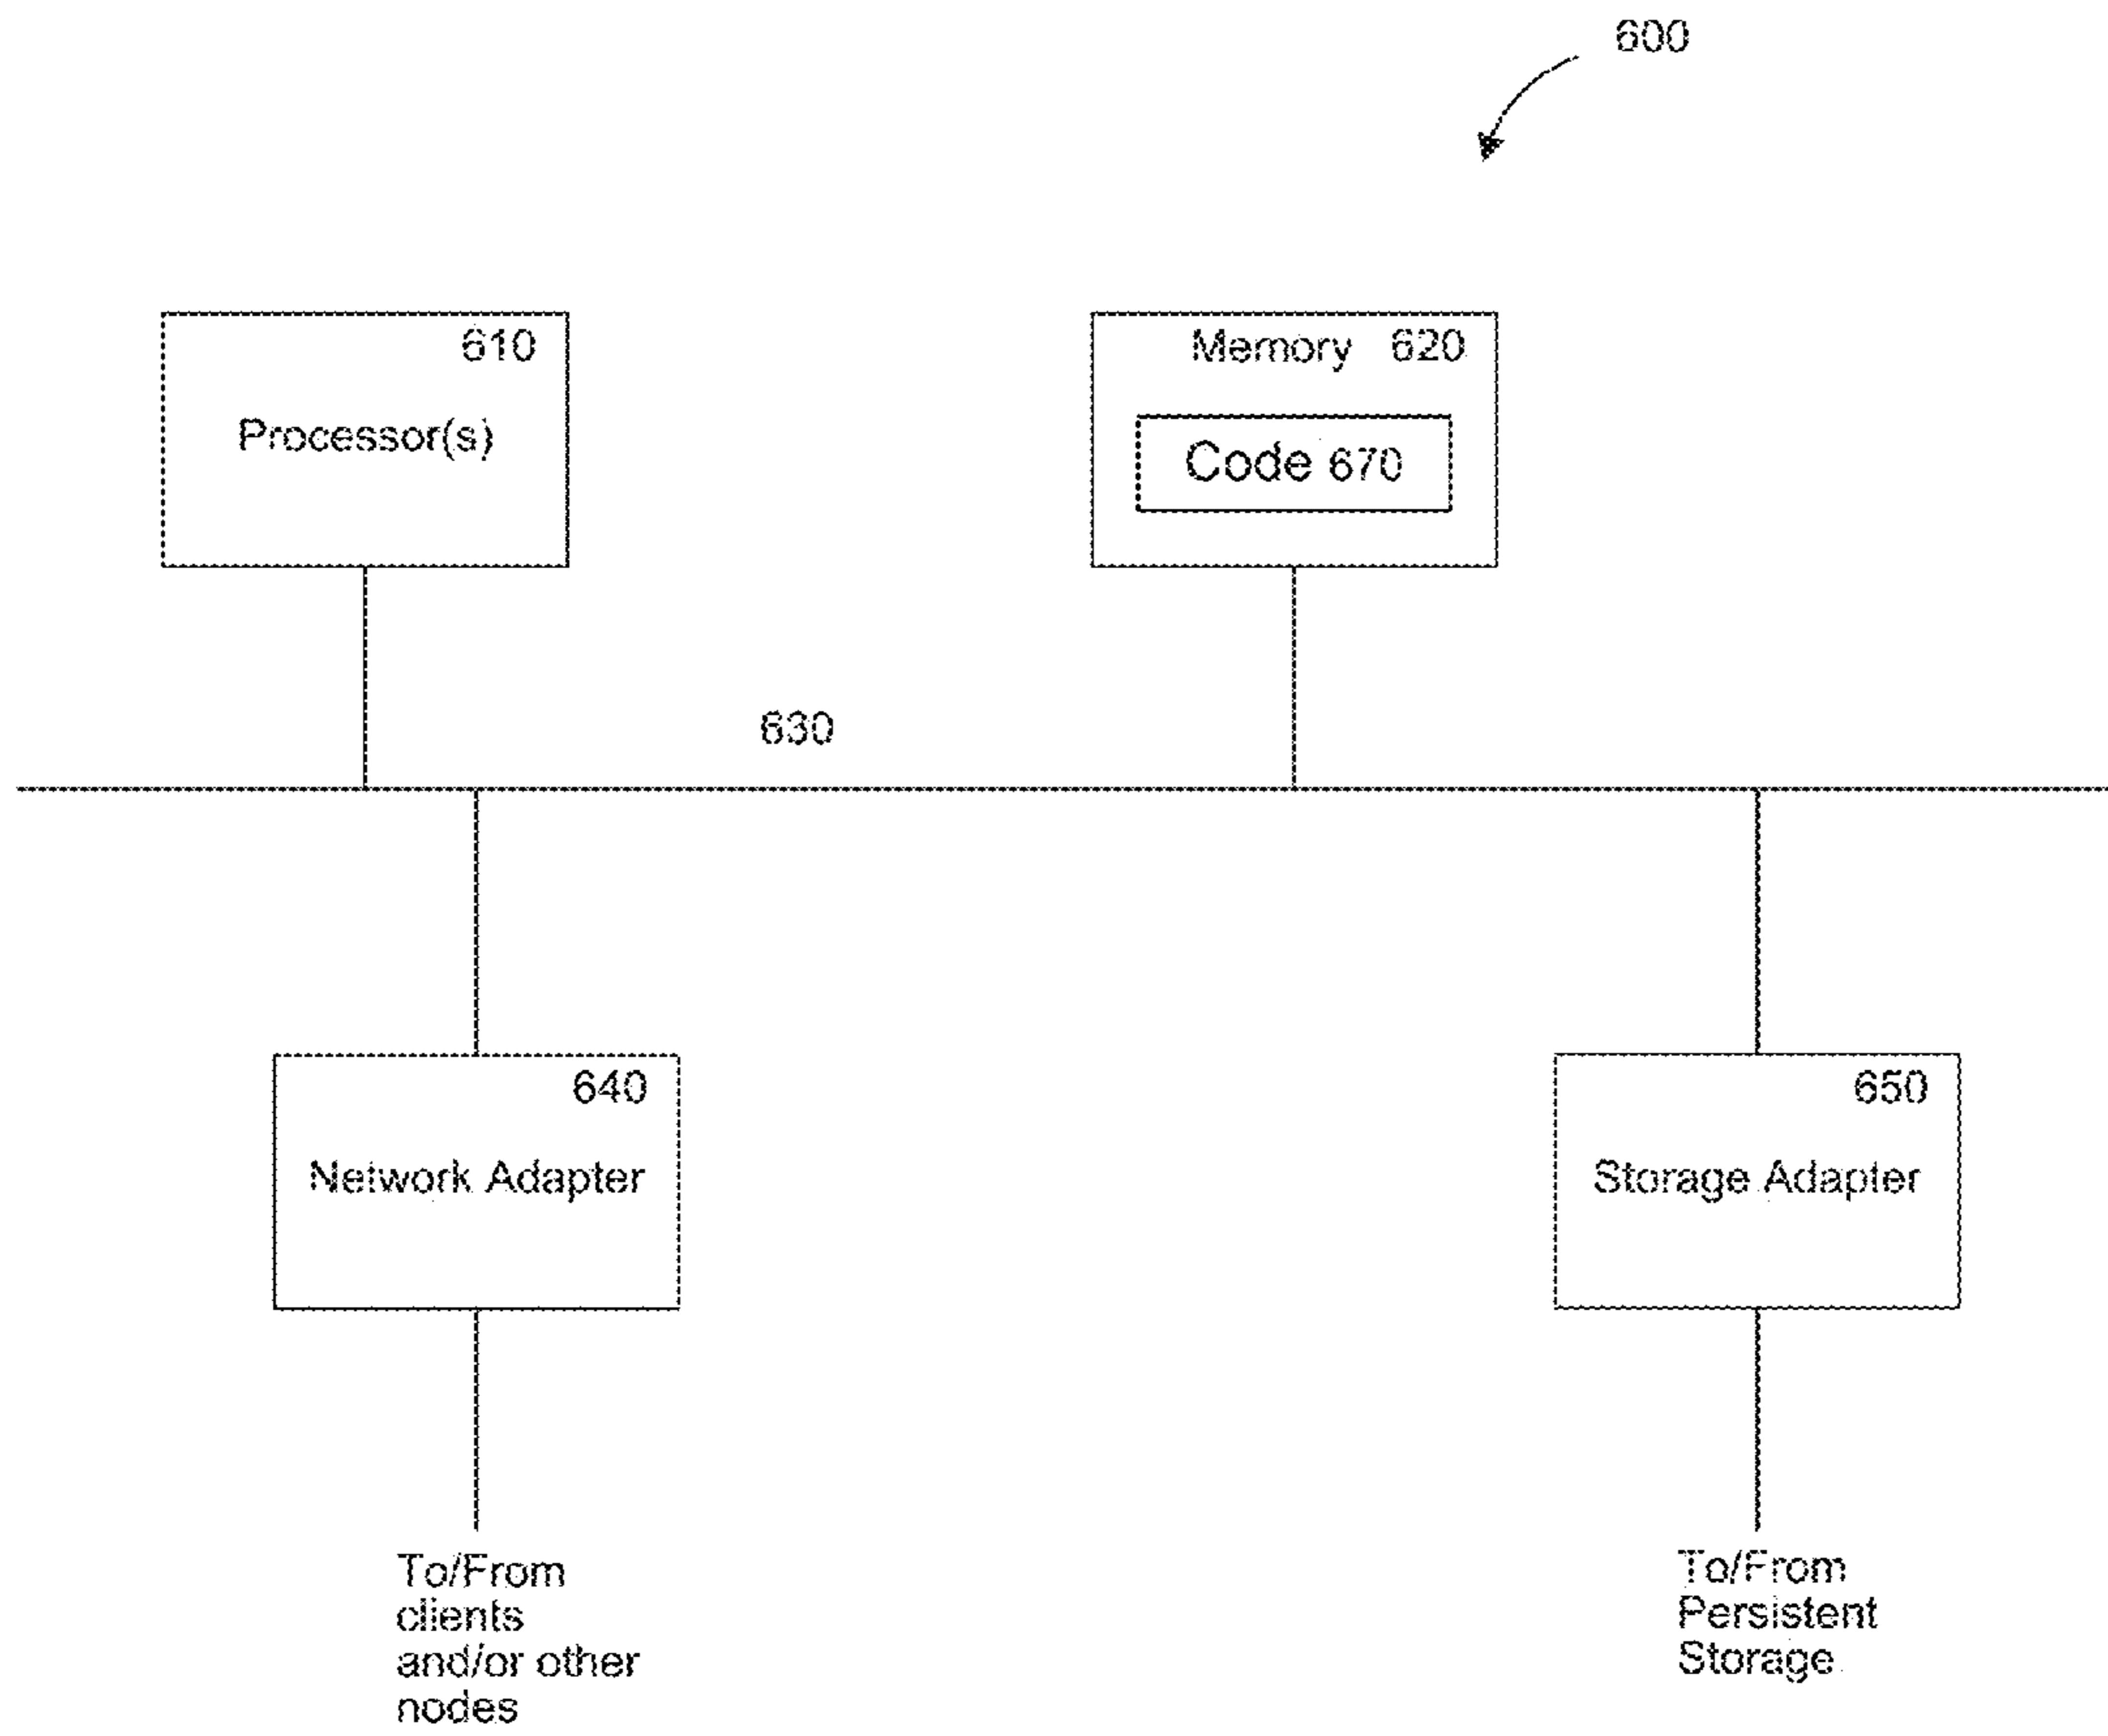 600
610
Processor(s)
Memory 620
Code 670
630
640
Network Adapter
650
Storage Adapter
To/From
clients
and/or other
nodes
To/From
Persistent
Storage